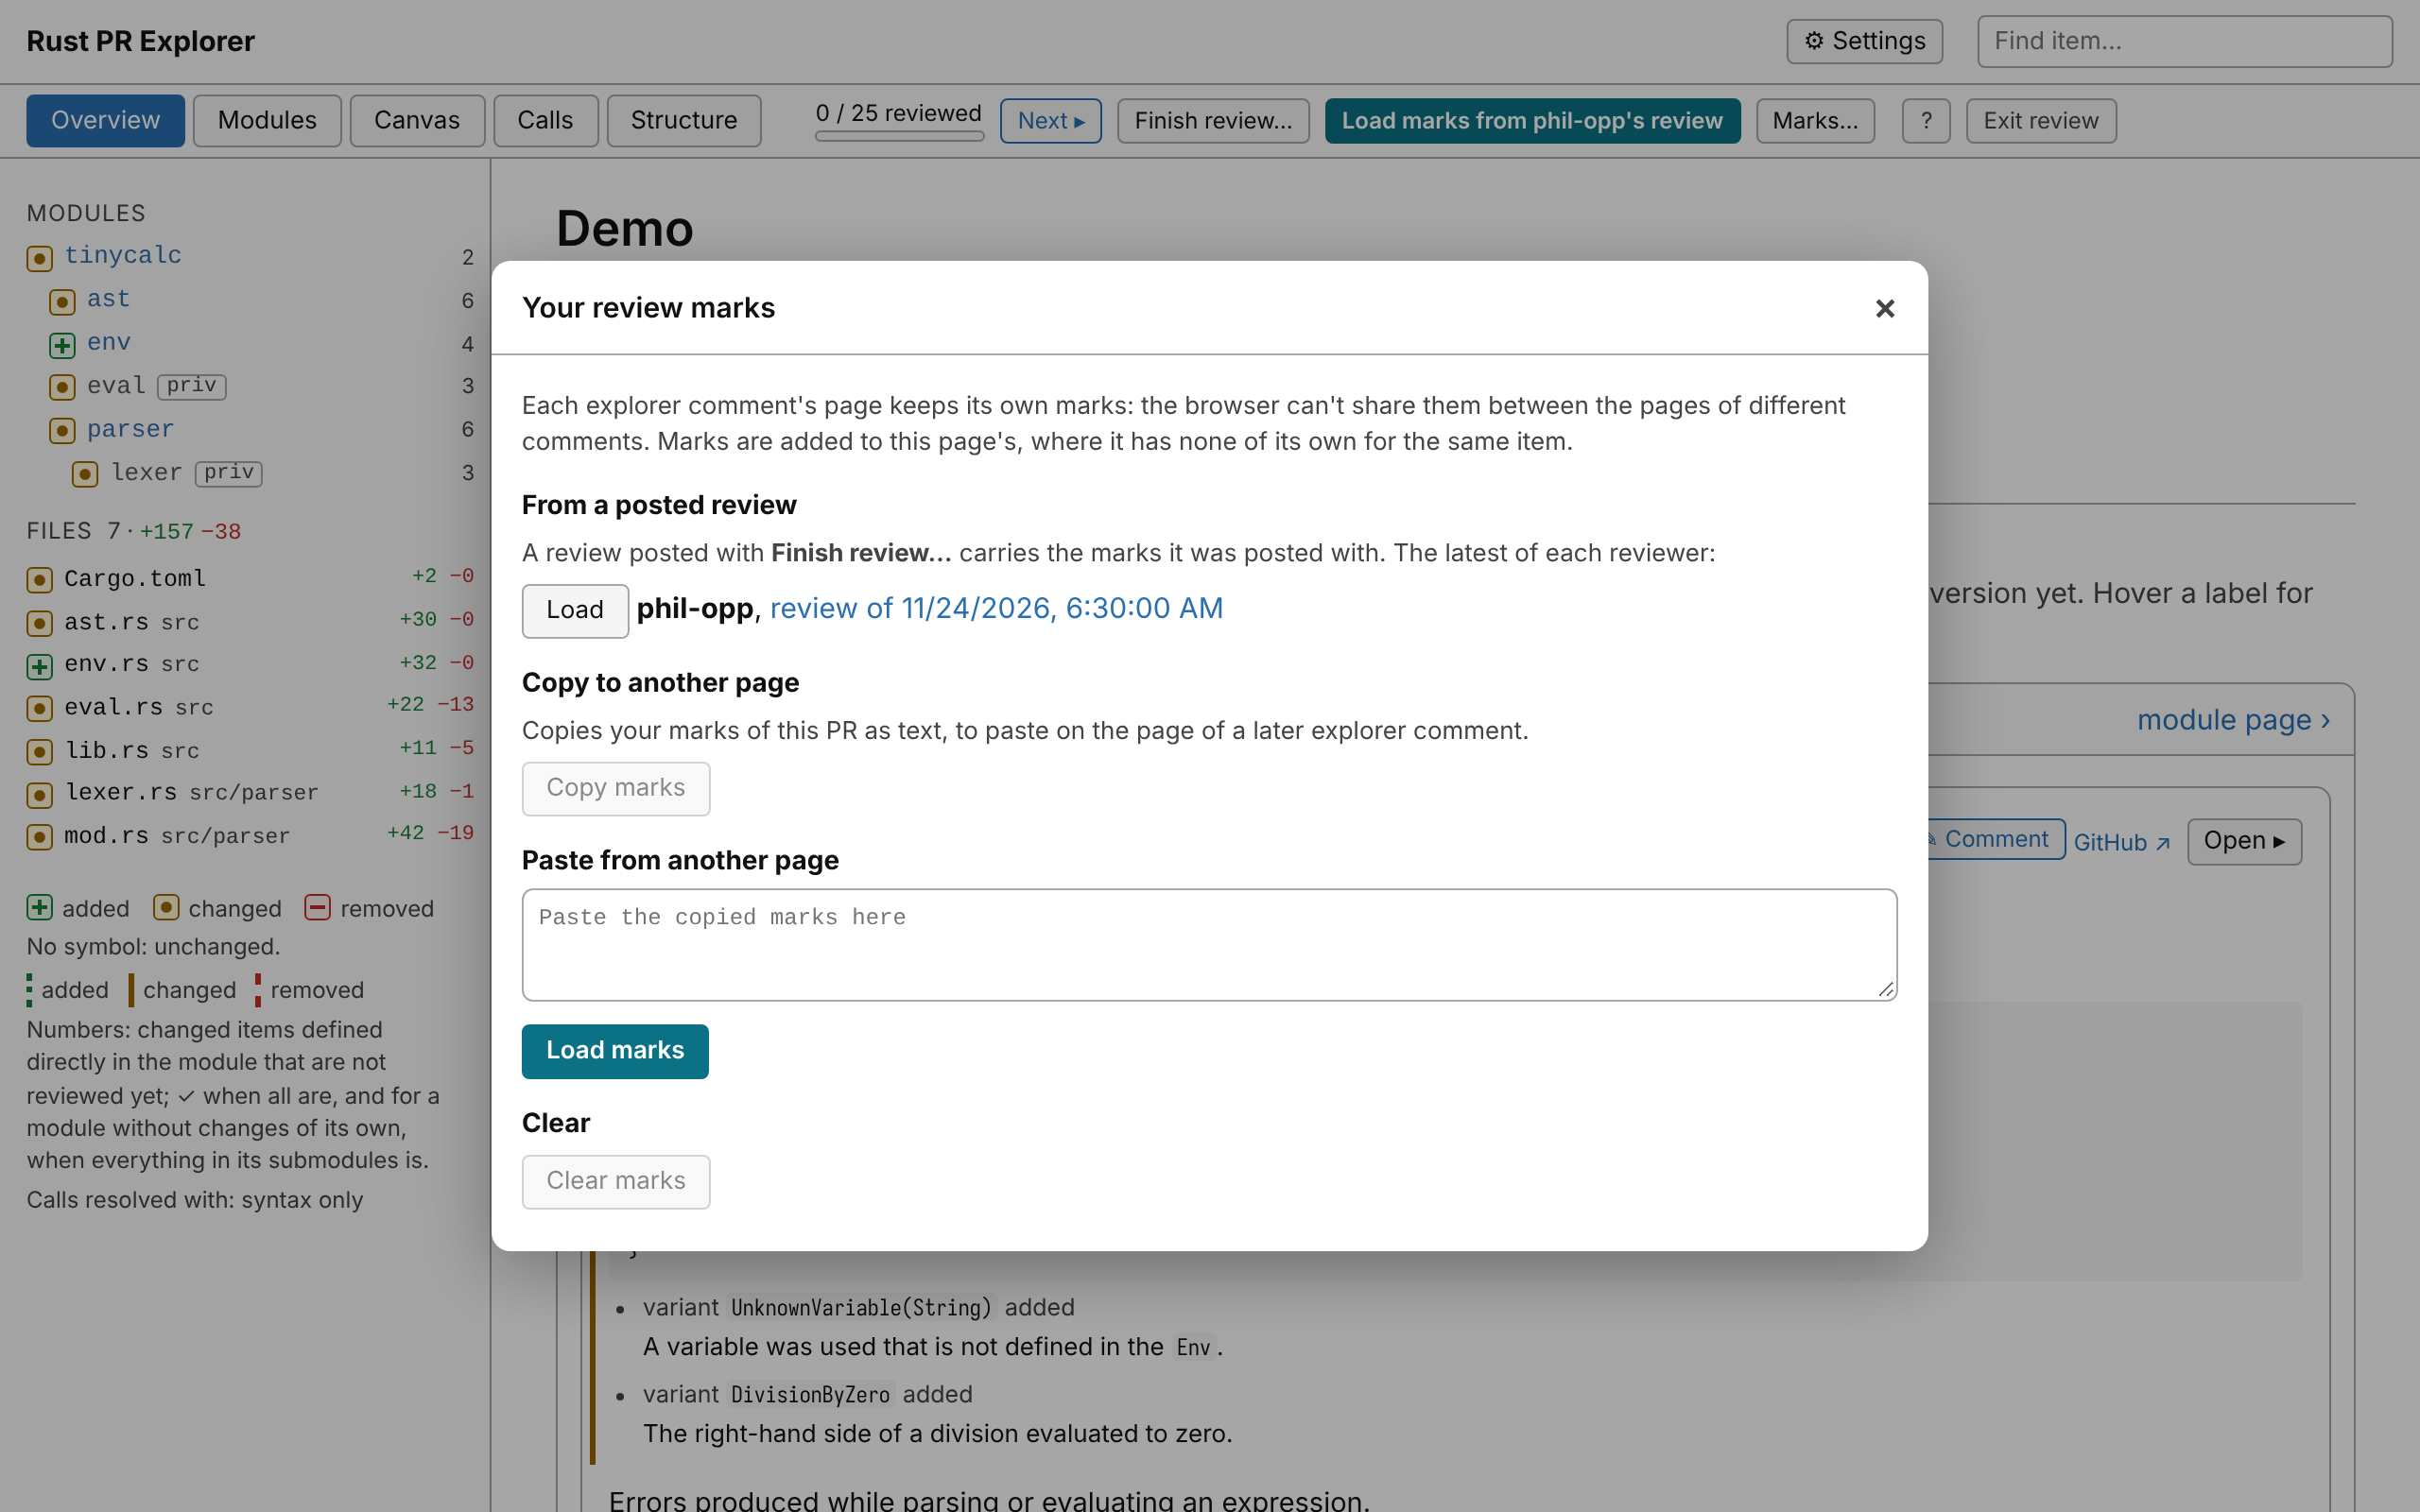 Rust PR Explorer
⚙ Settings
Find item...
Overview
Modules
Canvas
Calls
Structure
0 / 25 reviewed
Next ▸
Finish review...
Load marks from phil-opp's review
Marks...
?
Exit review
MODULES
tinycalc 2
ast 6
env 4
eval priv 3
parser 6
lexer priv 3
FILES 7 · +157 −38
Cargo.toml +2 −0
ast.rs src +30 −0
env.rs src +32 −0
eval.rs src +22 −13
lib.rs src +11 −5
lexer.rs src/parser +18 −1
mod.rs src/parser +42 −19
added changed removed
No symbol: unchanged.
added changed removed
Numbers: changed items defined
directly in the module that are not
reviewed yet; ✓ when all are, and for a
module without changes of its own,
when everything in its submodules is.
Calls resolved with: syntax only
Demo
Your review marks
×
Each explorer comment's page keeps its own marks: the browser can't share them between the pages of different
comments. Marks are added to this page's, where it has none of its own for the same item.
From a posted review
A review posted with Finish review... carries the marks it was posted with. The latest of each reviewer:
Load phil-opp, review of 11/24/2026, 6:30:00 AM
Copy to another page
Copies your marks of this PR as text, to paste on the page of a later explorer comment.
Copy marks
Paste from another page
Paste the copied marks here
Load marks
Clear
Clear marks
version yet. Hover a label for
module page ›
Comment
GitHub ↗
Open ▸
• variant UnknownVariable(String) added
A variable was used that is not defined in the Env.
• variant DivisionByZero added
The right-hand side of a division evaluated to zero.
Errors produced while parsing or evaluating an expression.